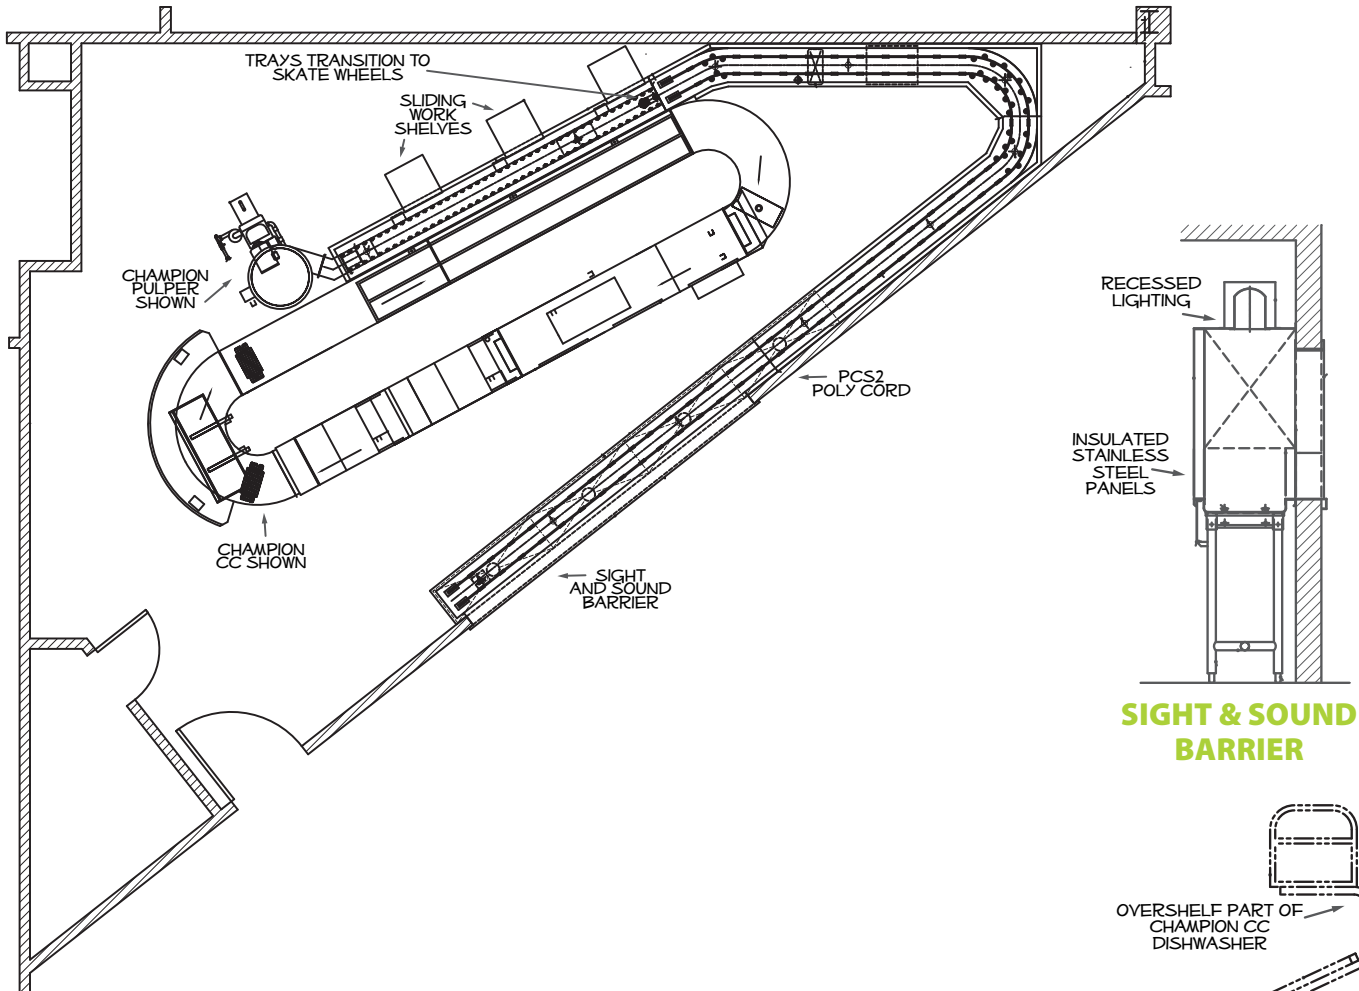 TRAYS TRANSITION TO
SKATE WHEELS
SLIDING
WORK
SHELVES
CHAMPION
PULPER
SHOWN
CHAMPION
CC SHOWN
PCS2
POLY CORD
SIGHT
AND SOUND
BARRIER
RECESSED
LIGHTING
INSULATED
STAINLESS
STEEL
PANELS
SIGHT & SOUND
BARRIER
OVERSHELF PART OF
CHAMPION CC
DISHWASHER